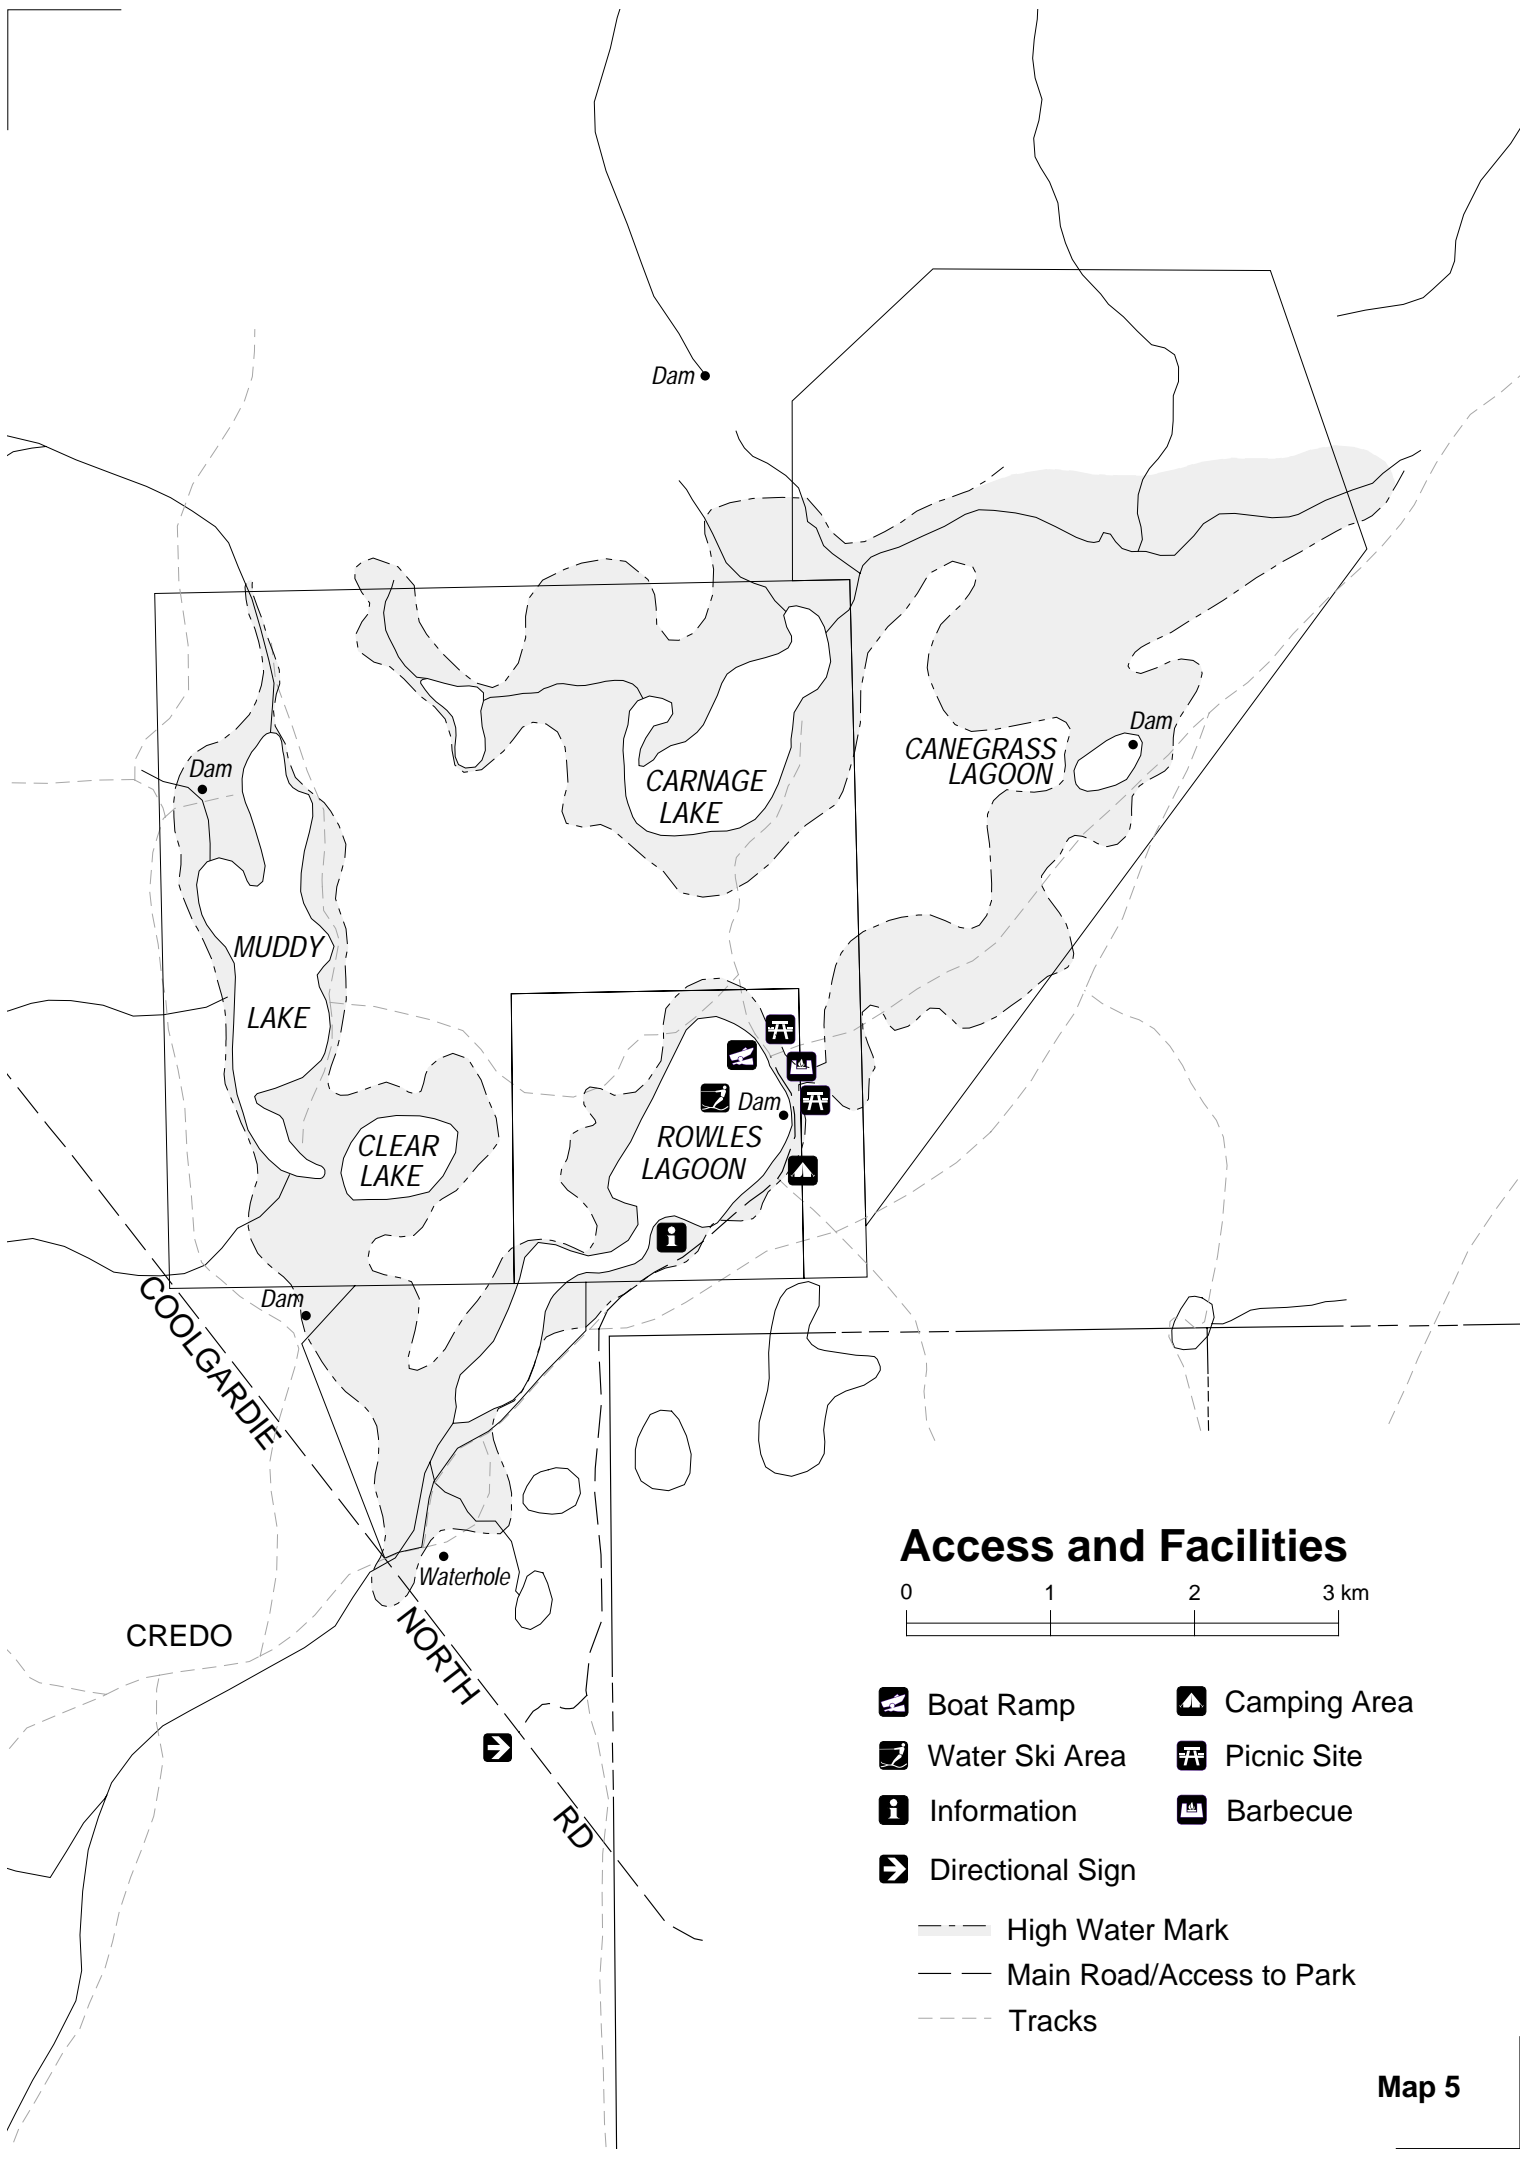 Dam
Dam
CANEGRASS
LAGOON
Dam
CARNAGE
LAKE
MUDDY
LAKE
Dam
ROWLES
LAGOON
CLEAR
LAKE
i
Dam
COOLGARDIE
NORTH
RD
Waterhole
CREDO
Access and Facilities
0 1 2 3 km
Boat Ramp
Camping Area
Water Ski Area
Picnic Site
i Information
Barbecue
Directional Sign
High Water Mark
Main Road/Access to Park
Tracks
Map 5